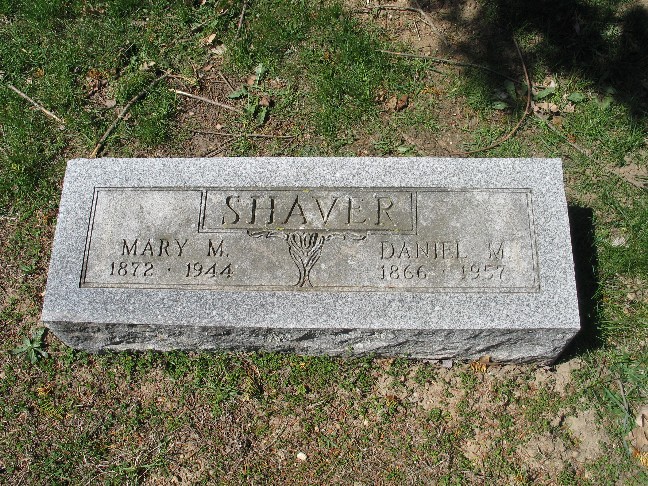 SHAVER
MARY M.
1872 · 1944
DANIEL M.
1866 · 1957